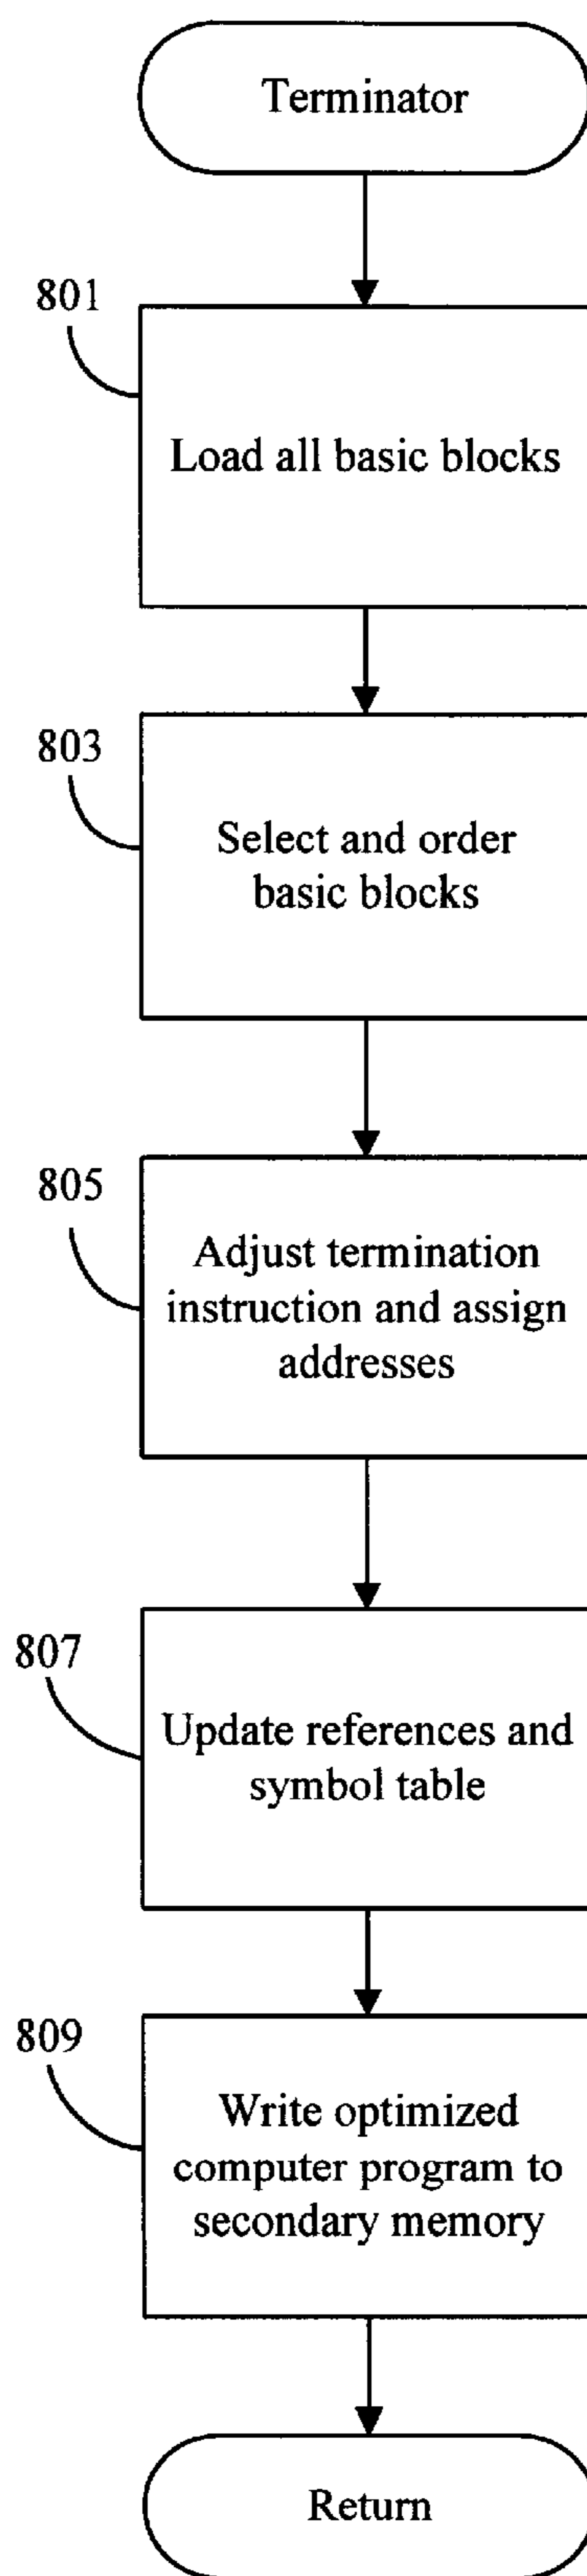 Terminator
801
Load all basic blocks
803
Select and order
basic blocks
805
Adjust termination
instruction and assign
addresses
807
Update references and
symbol table
809
Write optimized
computer program to
secondary memory
Return